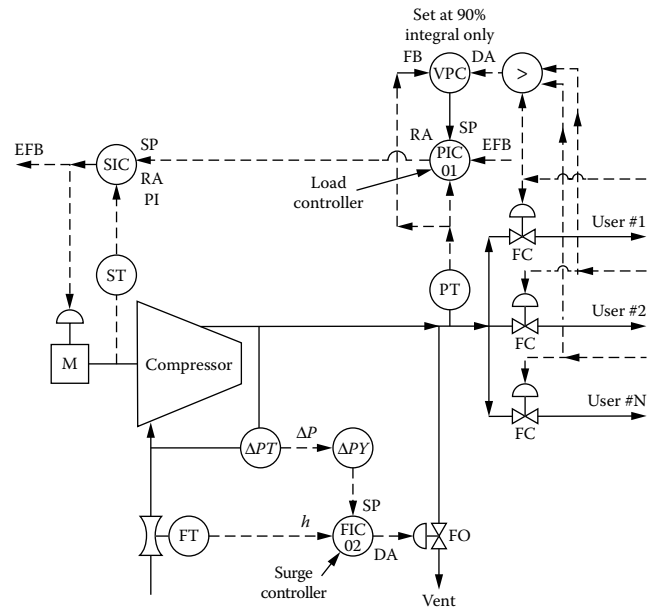 Set at 90%
integral only
FB
VPC
DA
>
SP
EFB
SIC
SP
RA
PI
RA
PIC
01
EFB
Load
controller
User #1
FC
ST
PT
User #2
FC
M
Compressor
User #N
FC
ΔPT
ΔP
ΔPY
SP
FT
h
FIC
02
DA
FO
Surge
controller
Vent